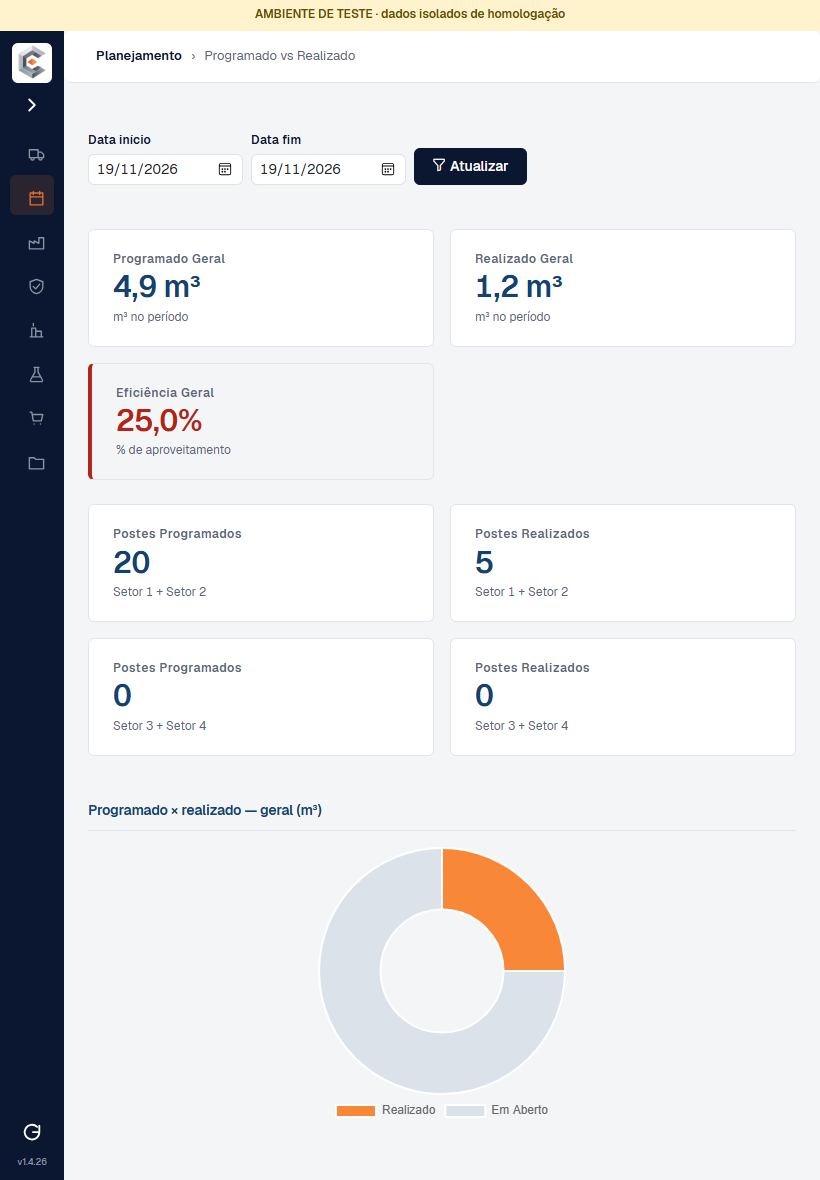 AMBIENTE DE TESTE · dados isolados de homologação
Planejamento › Programado vs Realizado
Data início Data fim
19/11/2026 19/11/2026 Atualizar
Programado Geral Realizado Geral
4,9 m³ 1,2 m³
m³ no período m³ no período
Eficiência Geral
25,0%
% de aproveitamento
Postes Programados Postes Realizados
20 5
Setor 1 + Setor 2 Setor 1 + Setor 2
Postes Programados Postes Realizados
0 0
Setor 3 + Setor 4 Setor 3 + Setor 4
Programado × realizado — geral (m³)
Realizado Em Aberto
v1.4.26